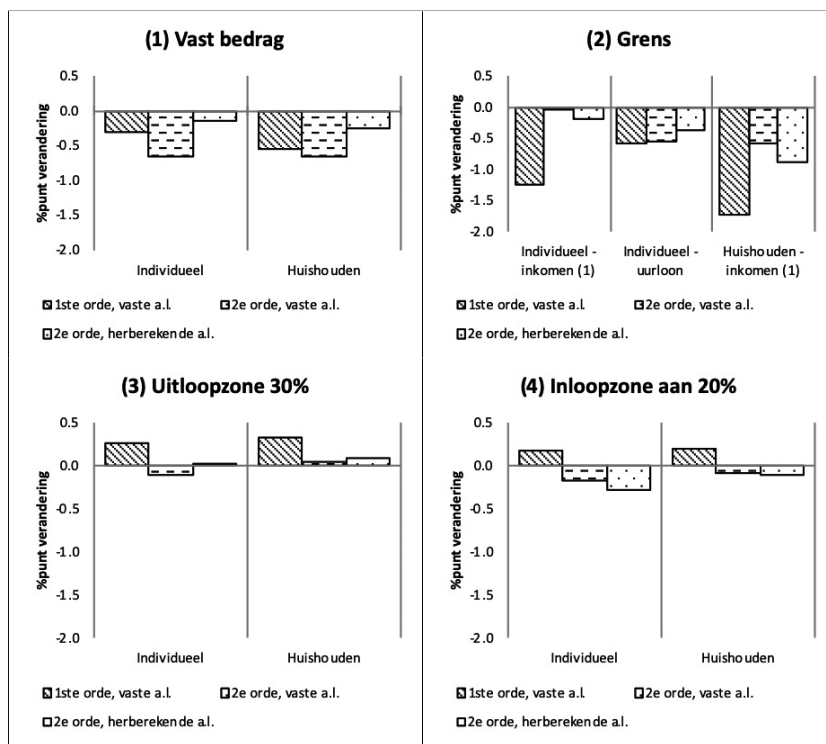 (1) Vast bedrag
%punt verandering
0.5
0.0
-0.5
-1.0
-1.5
-2.0
Individueel
Huishouden
1ste orde, vaste a.l.
2e orde, vaste a.l.
2e orde, herberekende a.l.
(2) Grens
%punt verandering
0.5
0.0
-0.5
-1.0
-1.5
-2.0
Individueel -
inkomen (1)
Individueel -
uurloon
Huishouden -
inkomen (1)
1ste orde, vaste a.l.
2e orde, vaste a.l.
2e orde, herberekende a.l.
(3) Uitloopzone 30%
%punt verandering
0.5
0.0
-0.5
-1.0
-1.5
-2.0
Individueel
Huishouden
1ste orde, vaste a.l.
2e orde, vaste a.l.
2e orde, herberekende a.l.
(4) Inloopzone aan 20%
%punt verandering
0.5
0.0
-0.5
-1.0
-1.5
-2.0
Individueel
Huishouden
1ste orde, vaste a.l.
2e orde, vaste a.l.
2e orde, herberekende a.l.